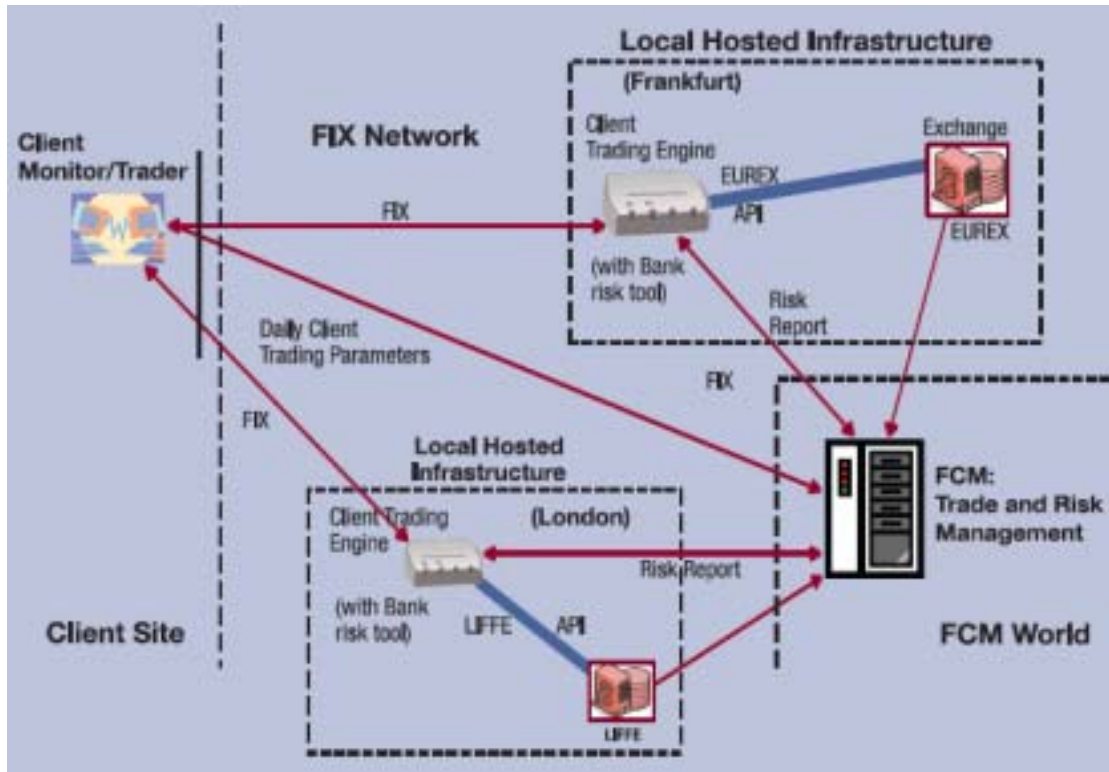 Local Hosted Infrastructure
(Frankfurt)
Client
Monitor/Trader
FIX Network
Client
Trading Engine
Exchange
EUREX
API
EUREX
FIX
(with Bank
risk tool)
Risk
Report
Daily Client
Trading Parameters
FIX
FIX
Local Hosted
Infrastructure
(London)
Client Trading
Engine
FCM:
Trade and Risk
Management
Risk Report
(with Bank
risk tool)
LIFFE
API
Client Site
FCM World
LIFFE